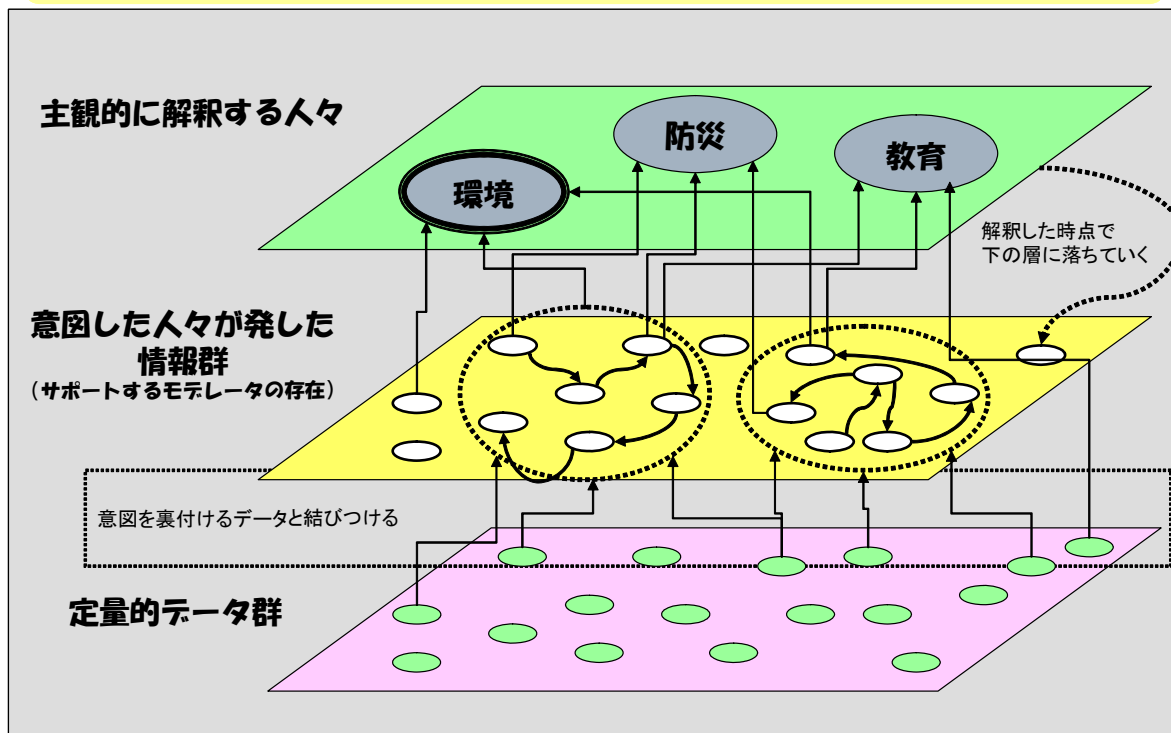 主観的に解釈する人々
防災
教育
環境
解釈した時点で
下の層に落ちていく
意図した人々が発した
情報群
(サポートするモデレータの存在)
意図を裏付けるデータと結びつける
定量的データ群